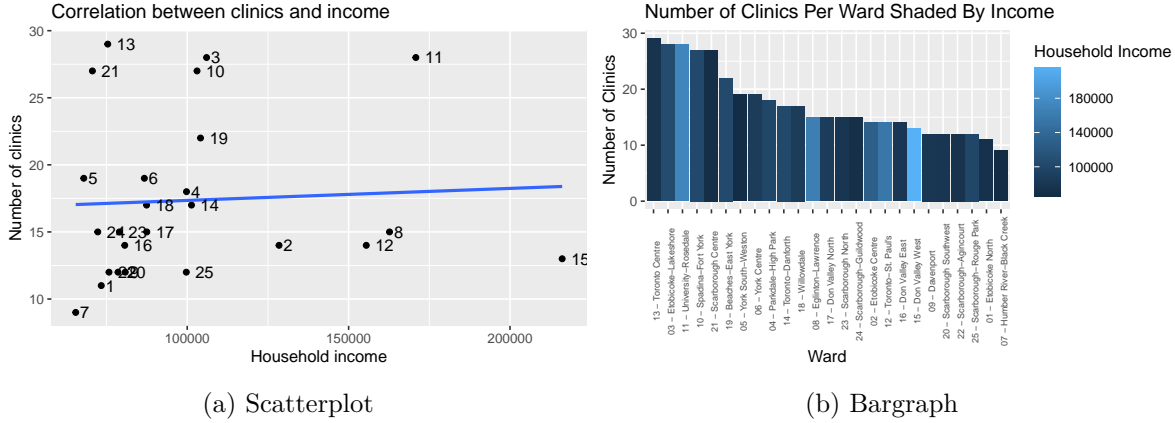 Correlation between clinics and income
Number of clinics
30
25
20
15
10
13
3
11
21
10
19
5
6
4
18
14
24
23
17
8
16
2
12
15
20
25
1
7
100000
150000
200000
Household income
(a) Scatterplot
Number of Clinics Per Ward Shaded By Income
Number of Clinics
30
20
10
0
13 – Toronto Centre
03 – Etobicoke–Lakeshore
11 – University–Rosedale
10 – Spadina–Fort York
21 – Scarborough Centre
19 – Beaches–East York
05 – York South–Weston
06 – York Centre
04 – Parkdale–High Park
14 – Toronto–Danforth
18 – Willowdale
08 – Eglinton–Lawrence
17 – Don Valley North
23 – Scarborough North
24 – Scarborough–Guildwood
02 – Etobicoke Centre
12 – Toronto–St. Paul's
16 – Don Valley East
15 – Don Valley West
09 – Davenport
20 – Scarborough Southwest
22 – Scarborough–Agincourt
25 – Scarborough–Rouge Park
01 – Etobicoke North
07 – Humber River–Black Creek
Ward
Household Income
180000
140000
100000
(b) Bargraph